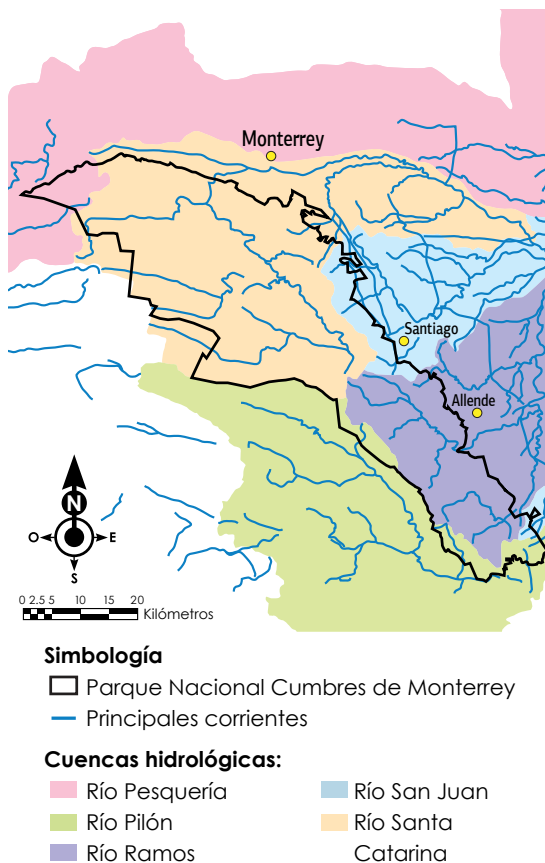 Monterrey
Santiago
Allende
N
O
E
S
0 2.5 5 10 15 20
Kilómetros
Simbología
Parque Nacional Cumbres de Monterrey
Principales corrientes
Cuencas hidrológicas:
Río Pesquería
Río Pilón
Río Ramos
Río San Juan
Río Santa
Catarina